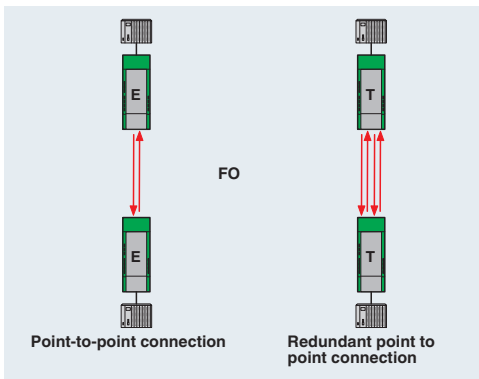 E
T
FO
E
T
Point-to-point connection
Redundant point to
point connection